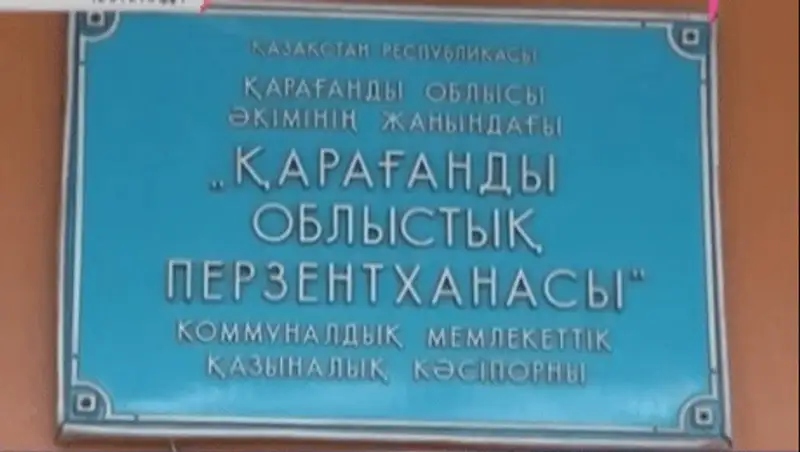 ҚАЗАҚСТАН РЕСПУБЛИКАСЫ
ҚАРАҒАНДЫ ОБЛЫСЫ
ӘКІМІНІҢ ЖАНЫНДАҒЫ
„ҚАРАҒАНДЫ
ОБЛЫСТЫҚ
ПЕРЗЕНТХАНАСЫ"
КОММУНАЛДЫҚ МЕМЛЕКЕТТІК
ҚАЗЫНАЛЫҚ КӘСІПОРНЫ